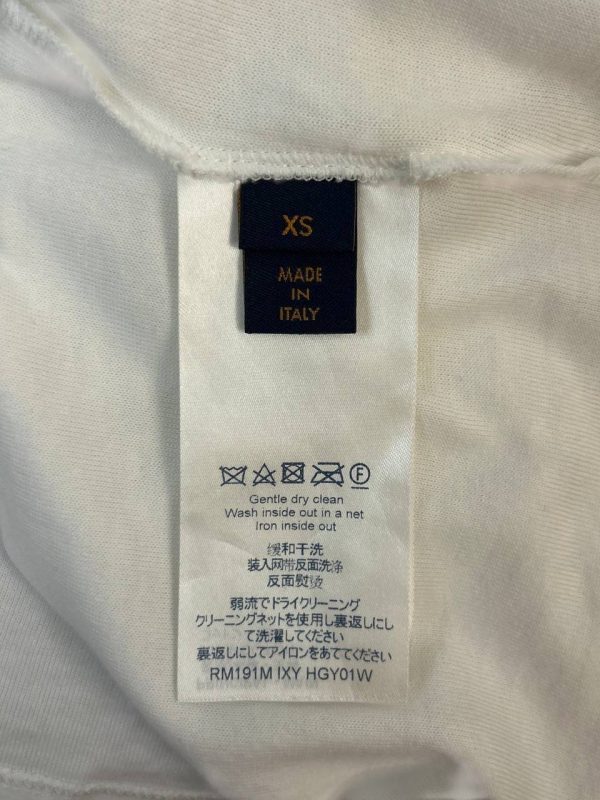 XS
MADE
IN
ITALY
F
Gentle dry clean
Wash inside out in a net
Iron inside out
缓和干洗
装入网带反面洗涤
反面熨烫
弱流でドライクリーニング
クリーニングネットを使用し裏返しにし
て洗濯してください
裏返しにしてアイロンをあててください
RM191M IXY HGY01W